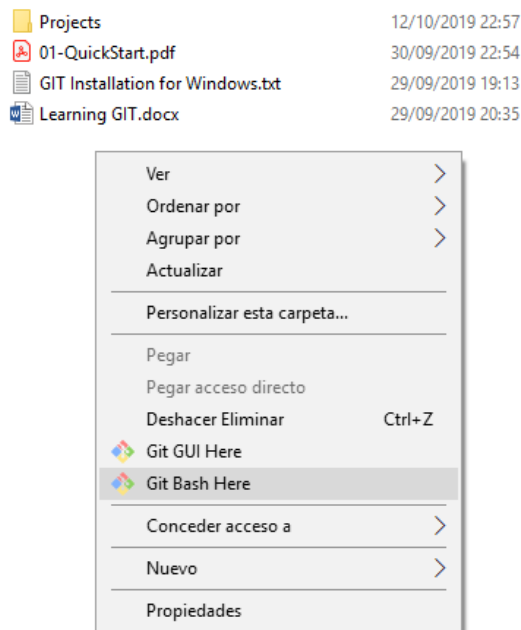 Projects 12/10/2019 22:57
01-QuickStart.pdf 30/09/2019 22:54
GIT Installation for Windows.txt 29/09/2019 19:13
Learning GIT.docx 29/09/2019 20:35
Ver
Ordenar por
Agrupar por
Actualizar
Personalizar esta carpeta...
Pegar
Pegar acceso directo
Deshacer Eliminar Ctrl+Z
Git GUI Here
Git Bash Here
Conceder acceso a
Nuevo
Propiedades